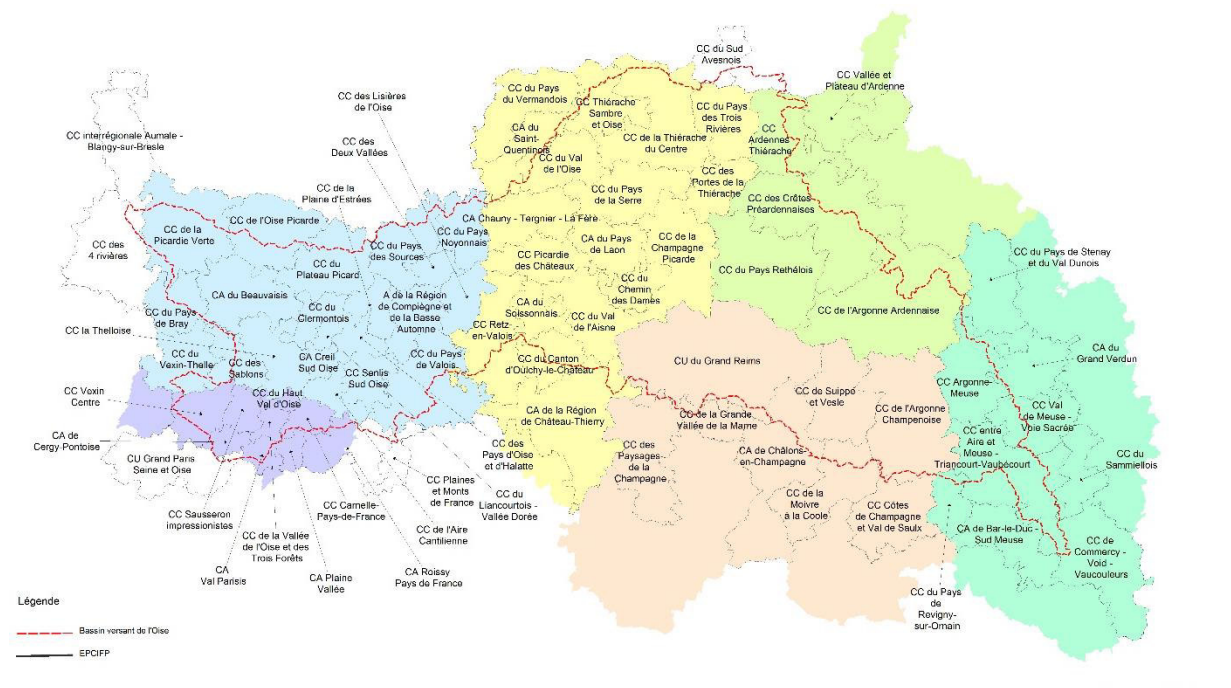 CC du Sud
Avesnois
CC Vallée et
Plateau d'Ardenne
CC des Lisières
de l'Oise
CC du Pays
du Vermandois
CC Thiérache
Sambre
et Oise
CC du Pays
des Trois
Rivières
CC interrégionale Aumale -
Blangy-sur-Bresle
CC des
Deux Vallées
CA du
Saint-
Quentinois
CC de la Thiérache
du Centre
CC
Ardennes
Thiérache
CC du Val
de l'Oise
CC des
Portes de la
Thiérache
CC de la
Plaine d'Estrées
CC du Pays
de la Serre
CC des Crêtes
Préardennaises
CC de l'Oise Picarde
CA Chauny - Tergnier - La Fère
CC de la
Picardie Verte
CC du Pays
Noyonnais
CC des
4 rivières
CC du Pays
des Sources
CA du Pays
de Laon
CC de la
Champagne
Picarde
CC du Pays de Stenay
et du Val Dunois
CC Picardie
des Châteaux
CC du
Plateau Picard
CC du Pays Rethélois
CC du
Chemin
des Dames
CA du Beauvaisis
A de la Région
de Compiègne et
de la Basse
Automne
CC du
Clermontois
CA du
Soissonnais
CC du Pays
de Bray
CC de l'Argonne Ardennaise
CC du Val
de l'Aisne
CC la Thelloise
CC Retz
en-Valois
CA du
Grand Verdun
CC du
Vexin-Thelle
CC des
Sablons
CA Creil
Sud Oise
CC du Pays
de Valois
CC du Canton
d'Oulchy-le-Château
CU du Grand Reims
CC Senlis
Sud Oise
CC Argonne-
Meuse
CC Vexin
Centre
CC du Haut
Val d'Oise
CC de Suippe
et Vesle
CC Val
de Meuse -
Voie Sacrée
CA de la Région
de Château-Thierry
CC de la Grande
Vallée de la Marne
CC de l'Argonne
Champenoise
CA de
Cergy-Pontoise
CC entre
Aire et
Meuse -
Triancourt-Vaubécourt
CC des
Pays d'Oise
et d'Halatte
CC des
Paysages
de la
Champagne
CA de Châlons-
en-Champagne
CC du
Sammiellois
CU Grand Paris
Seine et Oise
CC Plaines
et Monts
de France
CC du
Liancourtois -
Vallée Dorée
CC de la
Moivre
à la Coole
CC Côtes
de Champagne
et Val de Saulx
CC Carnelle-
Pays-de-France
CC Sausseron
impressionistes
CC de l'Aire
Cantilienne
CA de Bar-le-Duc -
Sud Meuse
CC de la Vallée
de l'Oise et des
Trois Forêts
CC de
Commercy -
Void -
Vaucouleurs
CA
Val Parisis
CA Plaine
Vallée
CA Roissy
Pays de France
CC du Pays
de
Revigny-
sur-Ornain
Légende
Bassin versant de l'Oise
EPCIFP